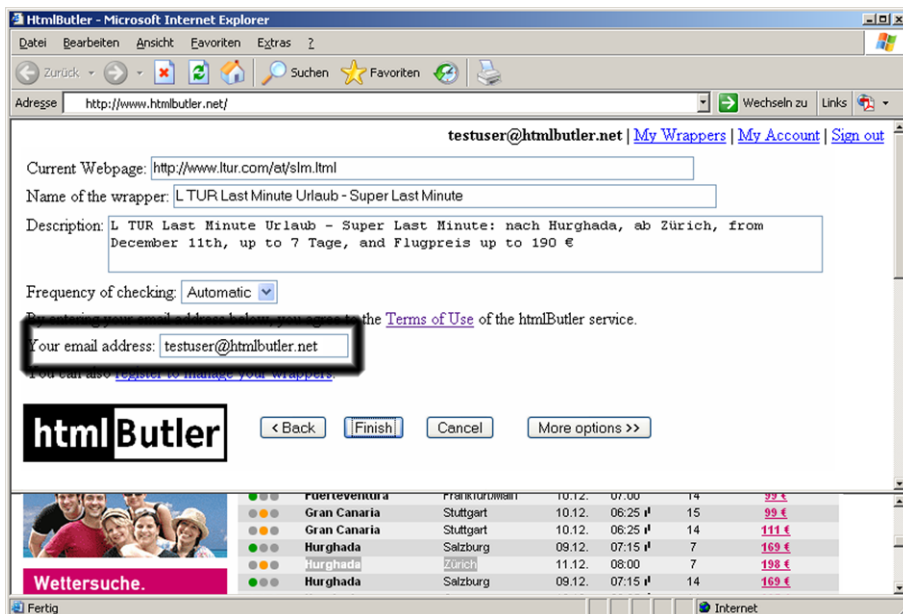 HtmlButler - Microsoft Internet Explorer
Datei Bearbeiten Ansicht Favoriten Extras ?
Zurück Suchen Favoriten
Adresse http://www.htmlbutler.net/ Wechseln zu Links
testuser@htmlbutler.net | My Wrappers | My Account | Sign out
Current Webpage: http://www.ltur.com/at/slm.html
Name of the wrapper: L TUR Last Minute Urlaub - Super Last Minute
Description: L TUR Last Minute Urlaub - Super Last Minute: nach Hurghada, ab Zürich, from
December 11th, up to 7 Tage, and Flugpreis up to 190 €
Frequency of checking: Automatic
By entering your email address below, you agree to the Terms of Use of the htmlButler service.
Your email address: testuser@htmlbutler.net
You can also register to manage your wrappers.
htmlButler < Back Finish Cancel More options >>
Fuerteventura Frankfurt/Main 10.12. 07:00 14 99 €
Gran Canaria Stuttgart 10.12. 06:25 15 99 €
Gran Canaria Stuttgart 10.12. 06:25 14 111 €
Hurghada Salzburg 09.12. 07:15 7 169 €
Hurghada Zürich 11.12. 08:00 7 198 €
Wettersuche. Hurghada Salzburg 09.12. 07:15 14 169 €
Fertig Internet